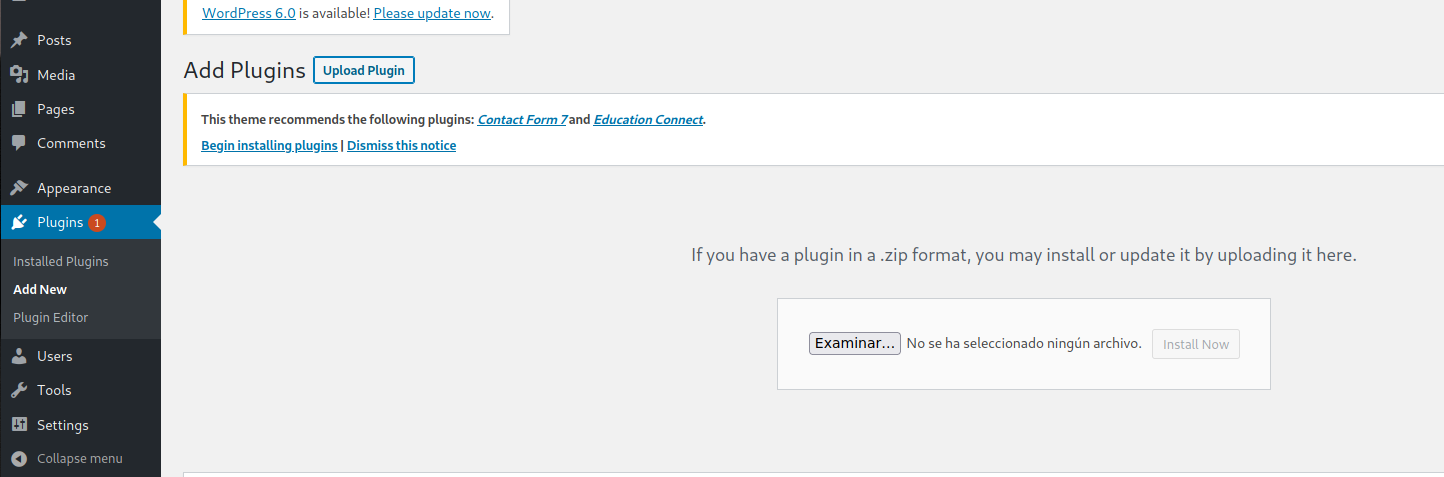 WordPress 6.0 is available! Please update now.
Posts
Media
Pages
Comments
Appearance
Plugins 1
Installed Plugins
Add New
Plugin Editor
Users
Tools
Settings
Collapse menu
Add Plugins Upload Plugin
This theme recommends the following plugins: Contact Form 7 and Education Connect.
Begin installing plugins | Dismiss this notice
If you have a plugin in a .zip format, you may install or update it by uploading it here.
Examinar... No se ha seleccionado ningún archivo. Install Now